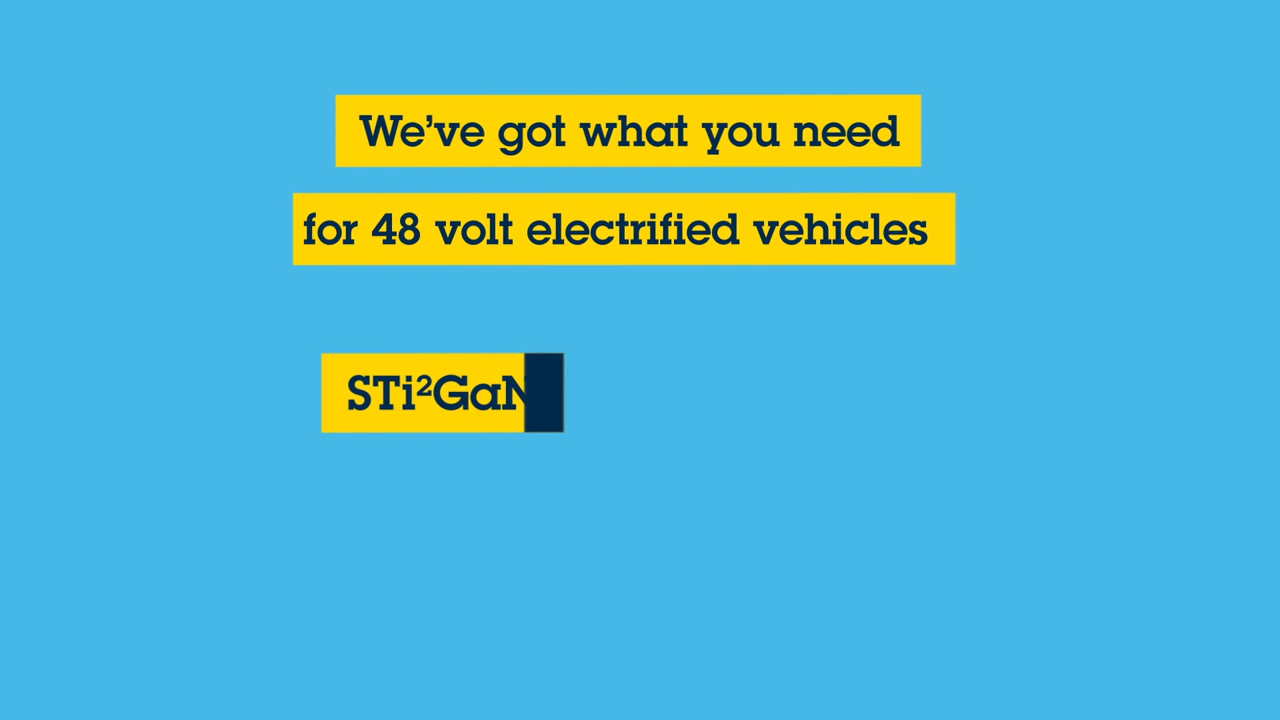 We’ve got what you need
for 48 volt electrified vehicles
STi²GaN